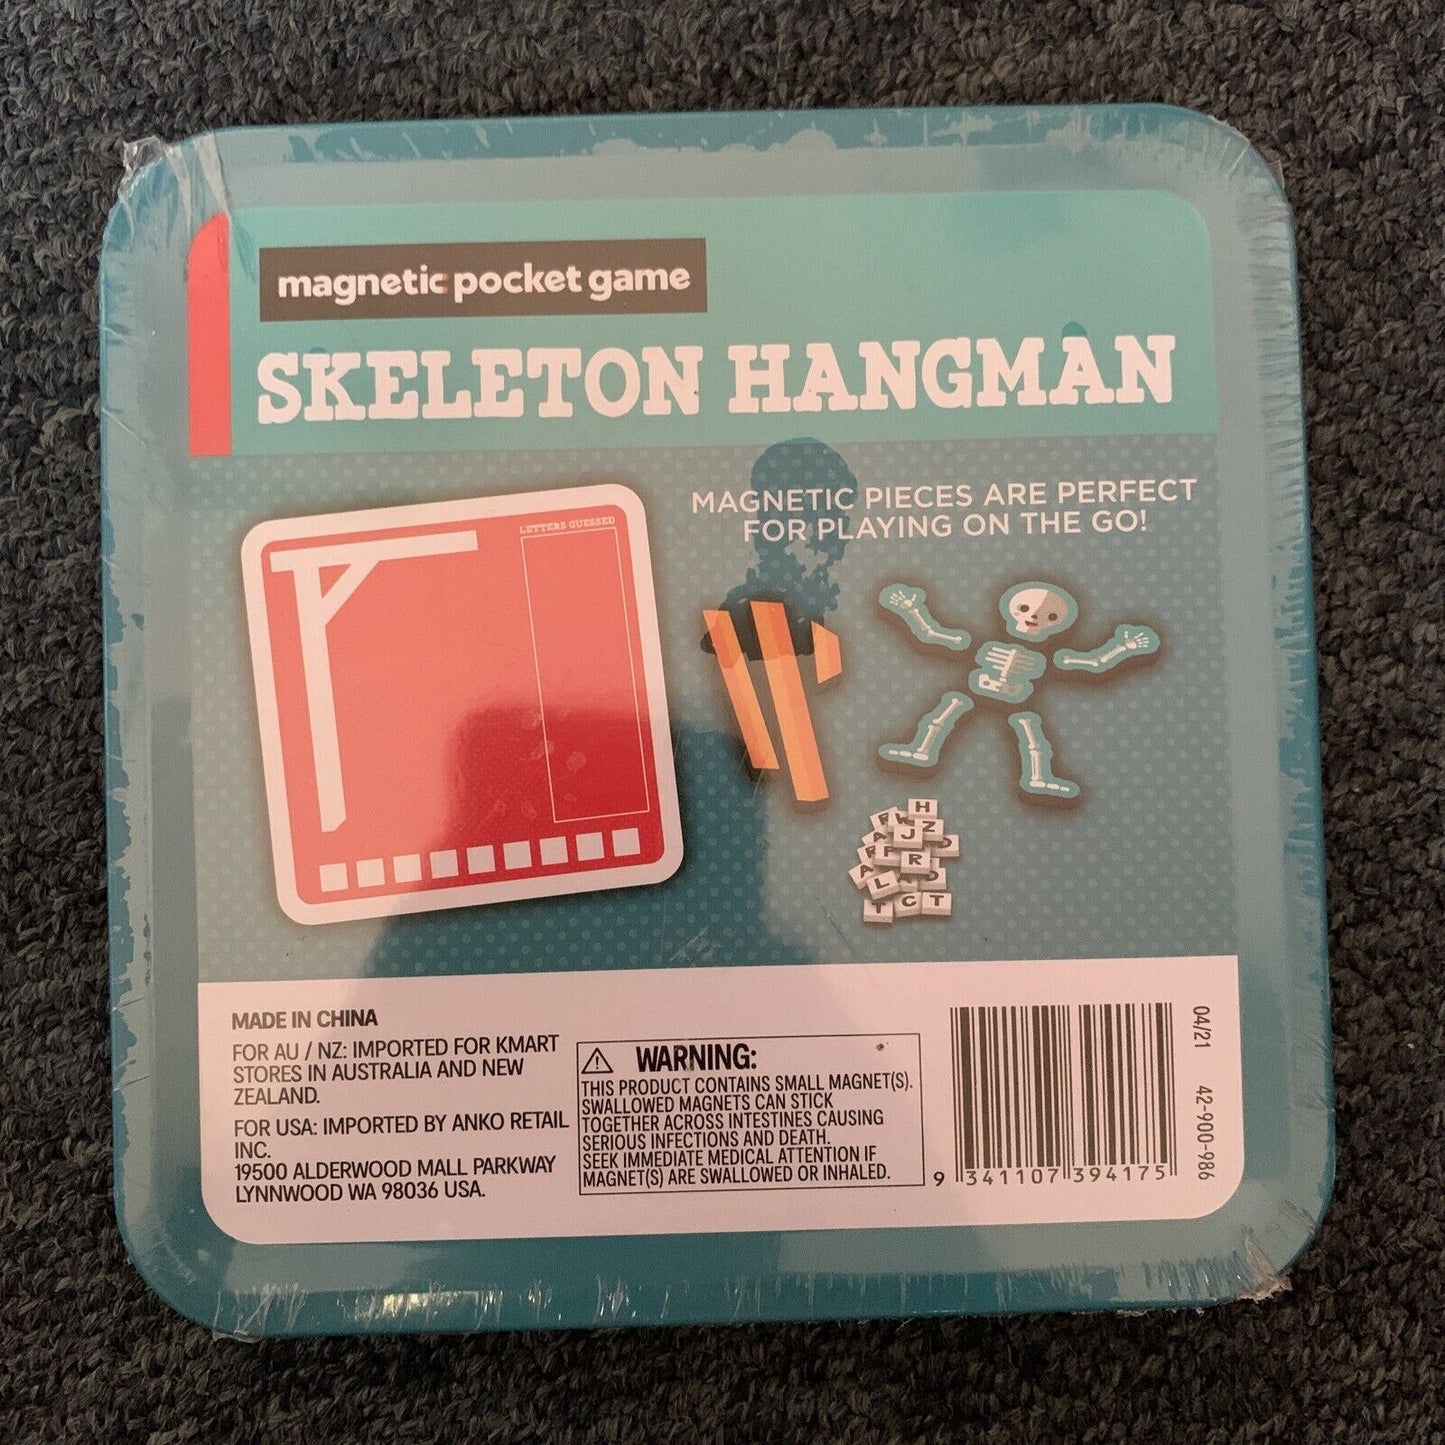 magnetic pocket game
SKELETON HANGMAN
MAGNETIC PIECES ARE PERFECT
FOR PLAYING ON THE GO!
LETTERS GUESSED
H
Z
J
R
A
L
T
C
T
MADE IN CHINA
FOR AU / NZ: IMPORTED FOR KMART
STORES IN AUSTRALIA AND NEW
ZEALAND.
FOR USA: IMPORTED BY ANKO RETAIL
INC.
19500 ALDERWOOD MALL PARKWAY
LYNNWOOD WA 98036 USA.
WARNING:
THIS PRODUCT CONTAINS SMALL MAGNET(S).
SWALLOWED MAGNETS CAN STICK
TOGETHER ACROSS INTESTINES CAUSING
SERIOUS INFECTIONS AND DEATH.
SEEK IMMEDIATE MEDICAL ATTENTION IF
MAGNET(S) ARE SWALLOWED OR INHALED.
9 341107 394175
04/21 42-900-986